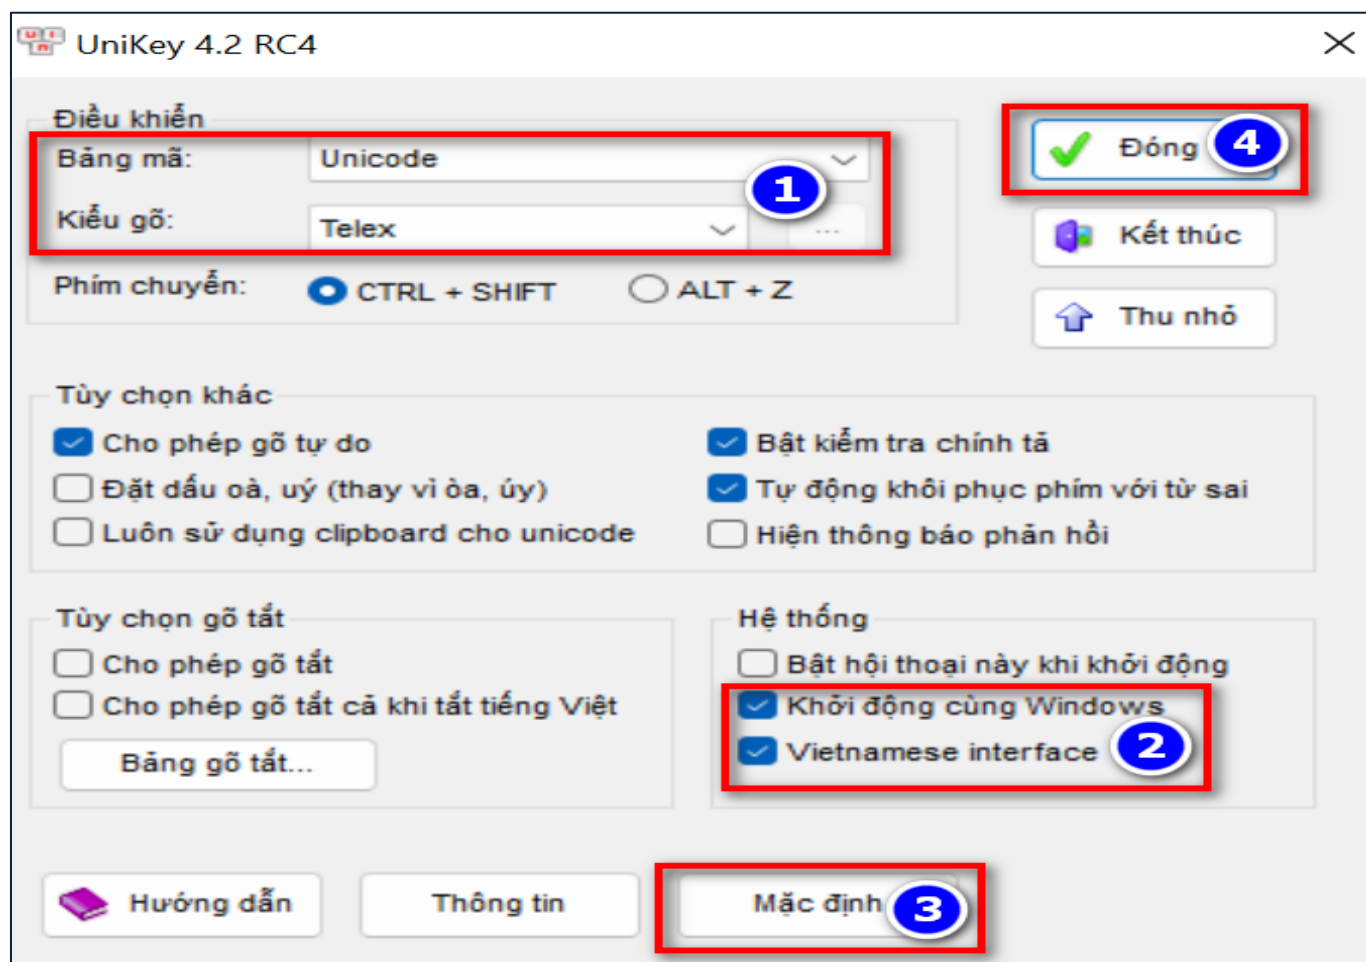 UniKey 4.2 RC4
Điều khiển
Bảng mã: Unicode
1
Kiểu gõ: Telex ...
Phím chuyển: CTRL + SHIFT ALT + Z
Đóng 4
Kết thúc
Thu nhỏ
Tùy chọn khác
Cho phép gõ tự do
Bật kiểm tra chính tả
Đặt dấu oà, uý (thay vì òa, úy)
Tự động khôi phục phím với từ sai
Luôn sử dụng clipboard cho unicode
Hiện thông báo phản hồi
Tùy chọn gõ tắt
Cho phép gõ tắt
Cho phép gõ tắt cả khi tắt tiếng Việt
Bảng gõ tắt...
Hệ thống
Bật hội thoại này khi khởi động
Khởi động cùng Windows
Vietnamese interface 2
Hướng dẫn
Thông tin
Mặc định 3